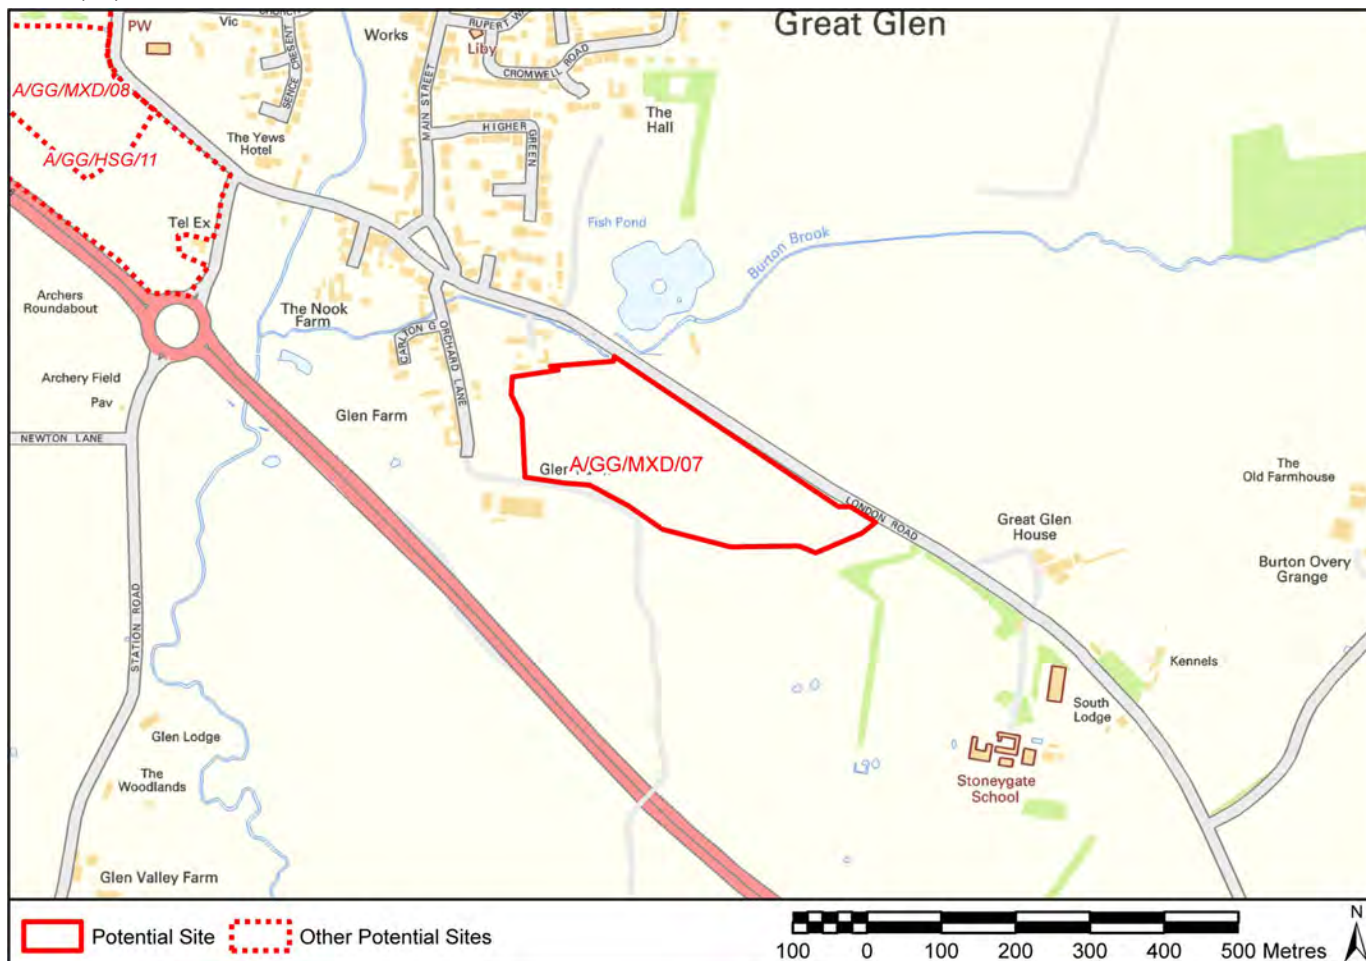 Great Glen
Vic
PW
Works
RUPERT W
Liby
CROMWELL ROAD
SENCE CRESENT
MAIN STREET
A/GG/MXD/08
The
Hall
HIGHER
GREEN
The Yews
Hotel
A/GG/HSG/11
Tel Ex
Fish Pond
Burton Brook
Archers
Roundabout
The Nook
Farm
CARLTON G
ORCHARD LANE
Archery Field
Pav
Glen Farm
NEWTON LANE
A/GG/MXD/07
LONDON ROAD
The
Old Farmhouse
Great Glen
House
Burton Overy
Grange
STATION ROAD
Kennels
South
Lodge
Glen Lodge
The
Woodlands
Stoneygate
School
Glen Valley Farm
Potential Site
Other Potential Sites
100 0 100 200 300 400 500 Metres
N